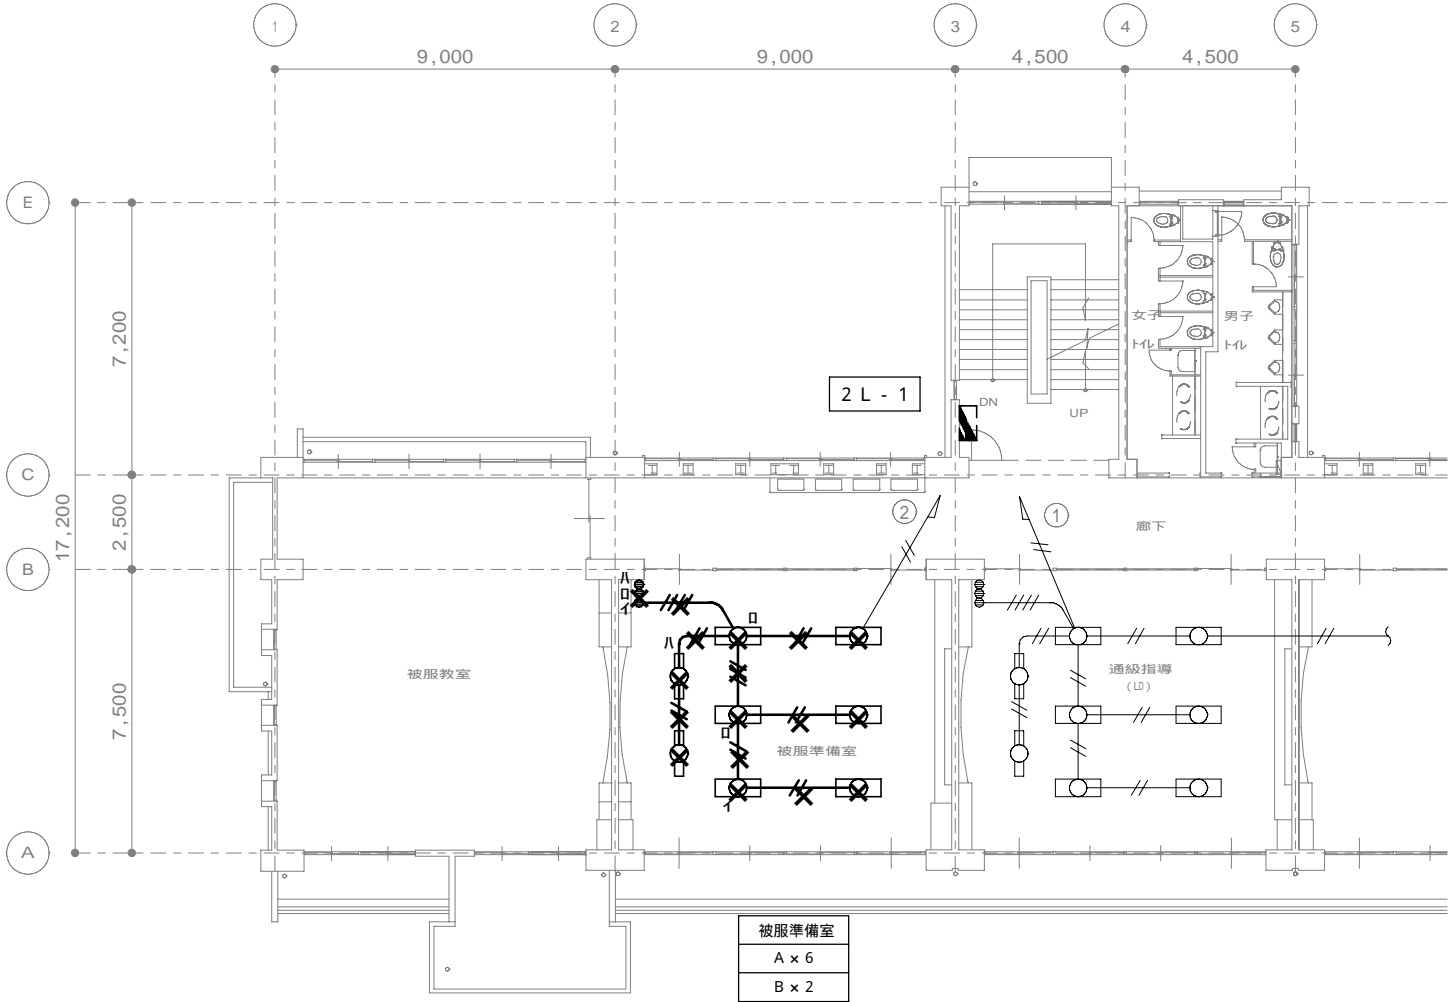 1
2
3
4
5
9,000
9,000
4,500
4,500
E
7,200
女子
トイレ
男子
トイレ
2L-1
DN
UP
C
17,200
2,500
2
1
廊下
B
ハ
ロ
イ
ロ
ハ
被服教室
通級指導
(LD)
7,500
ロ
被服準備室
イ
A
被服準備室
A×6
B×2